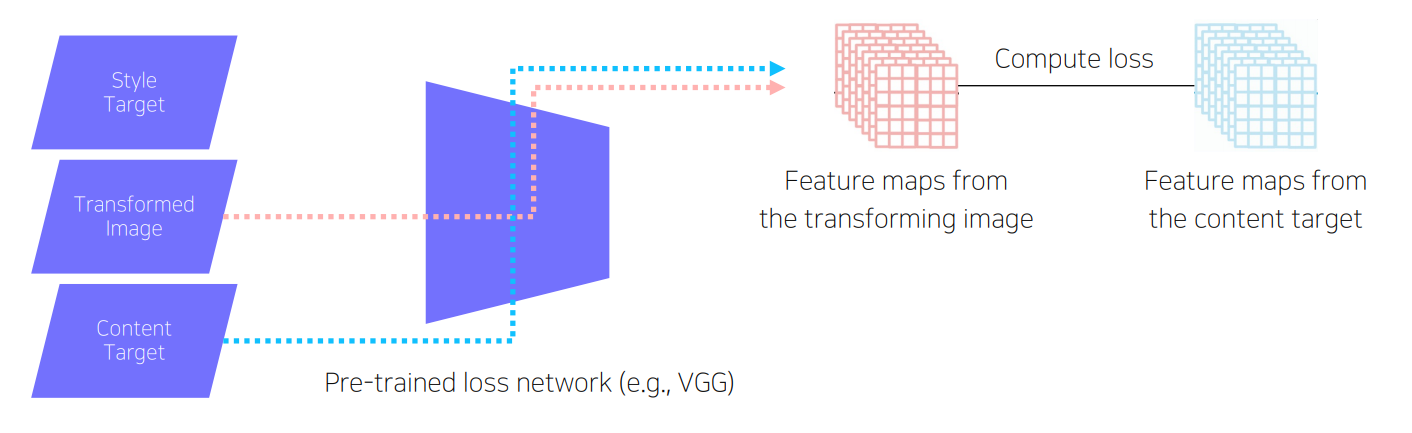 Style
Target
Transformed
Image
Content
Target
Pre-trained loss network (e.g., VGG)
Compute loss
Feature maps from
the transforming image
Feature maps from
the content target